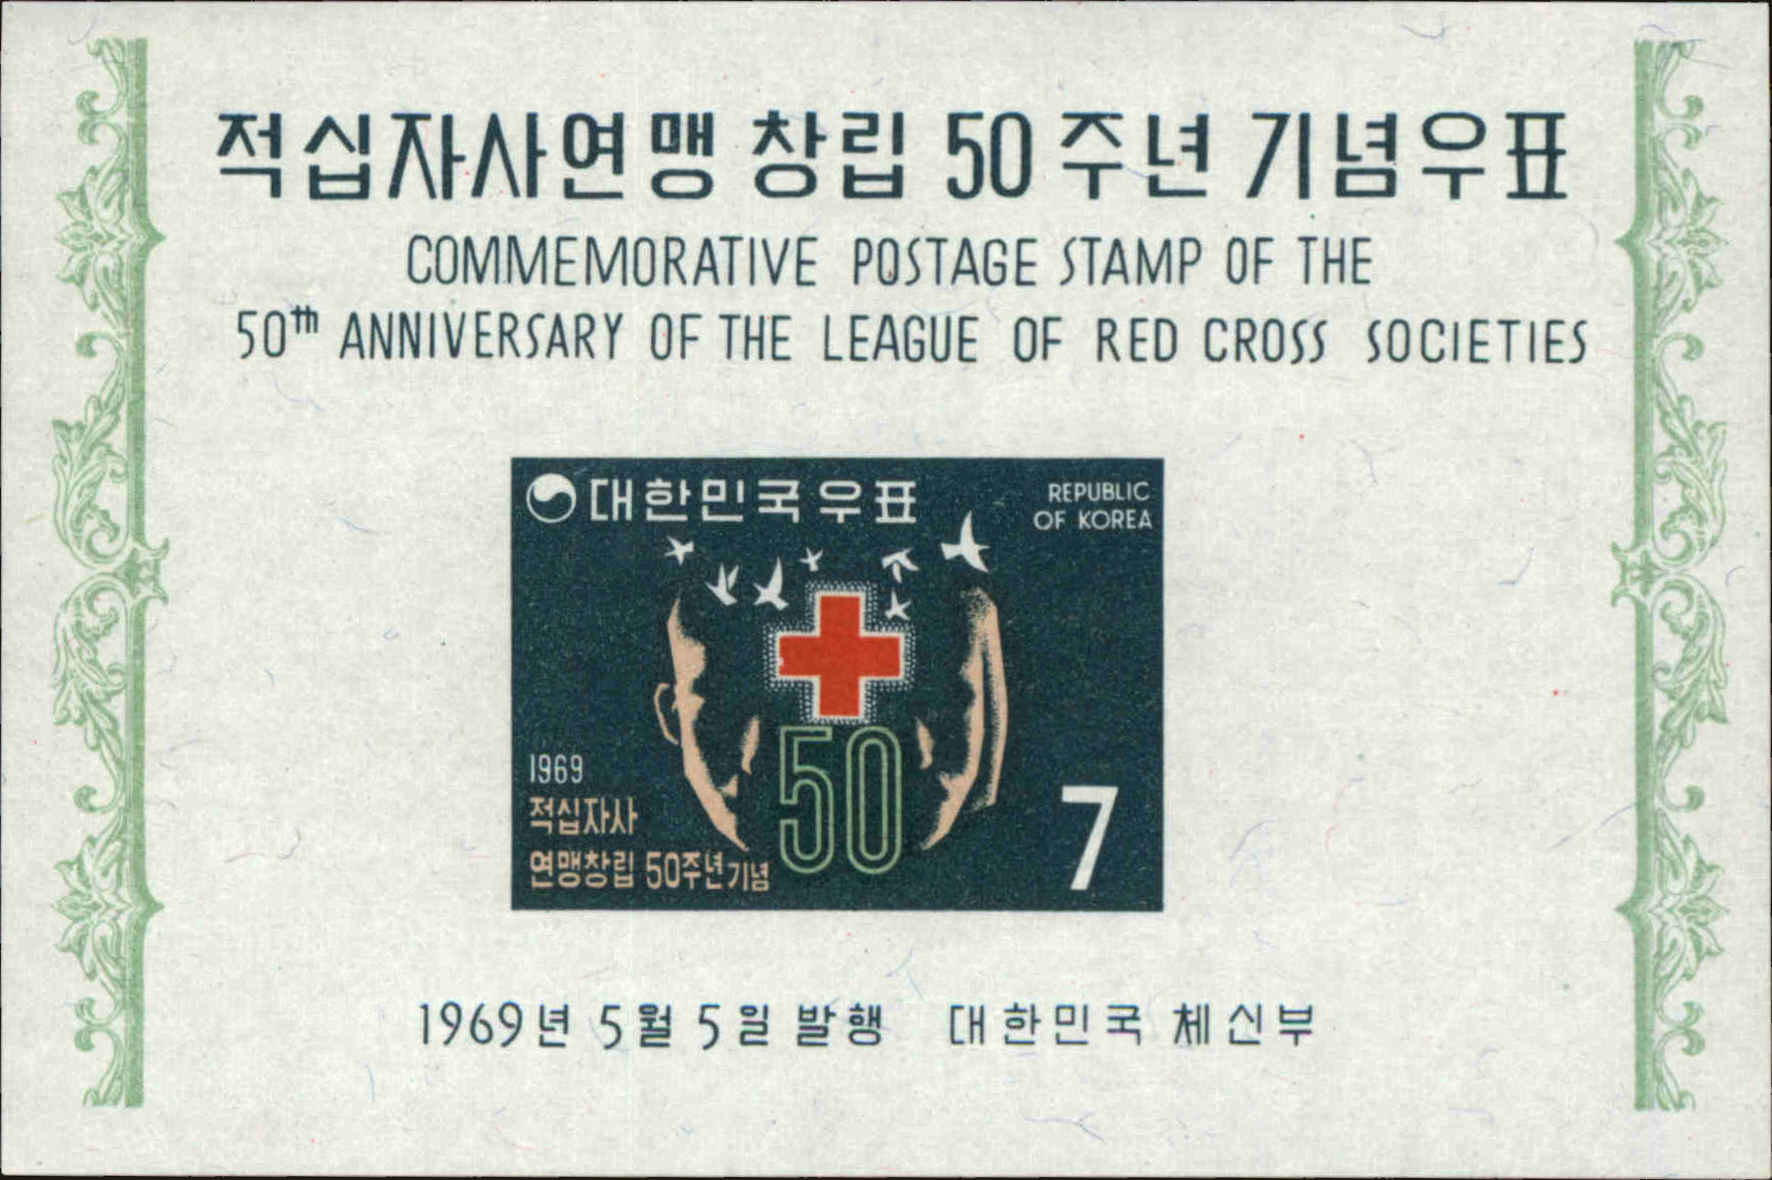 적십자사연맹 창립 50 주년 기념우표
COMMEMORATIVE POSTAGE STAMP OF THE
50th ANNIVERSARY OF THE LEAGUE OF RED CROSS SOCIETIES
대한민국우표
REPUBLIC
OF KOREA
50
1969
적십자사
연맹창립 50주년기념
7
1969년 5월 5일 발행 대한민국 체신부